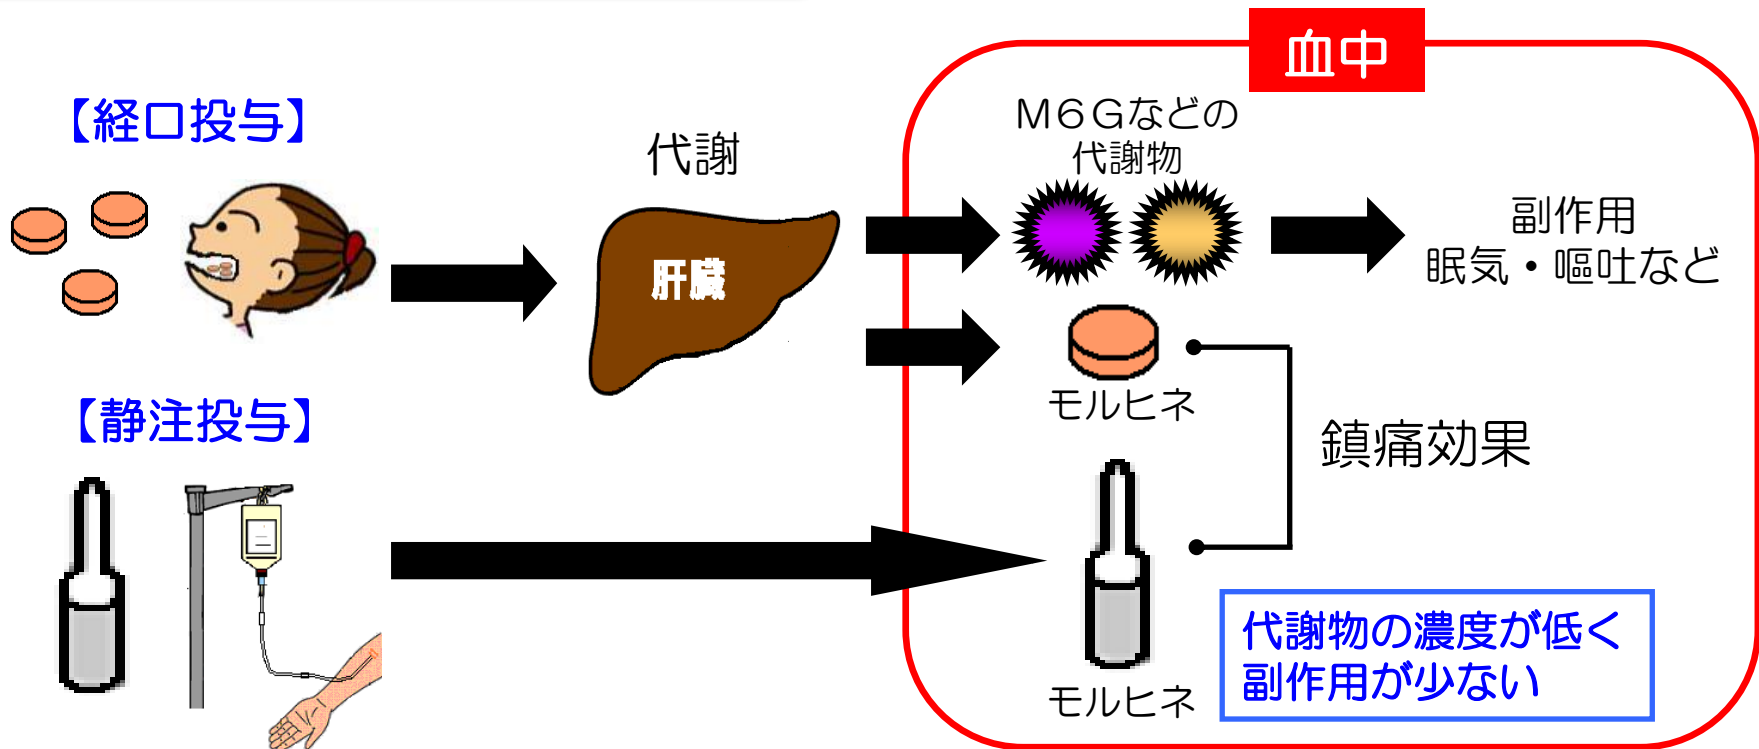 血中
【経口投与】
代謝
M6Gなどの
代謝物
副作用
眠気・嘔吐など
肝臓
モルヒネ
【静注投与】
鎮痛効果
代謝物の濃度が低く
副作用が少ない
モルヒネ